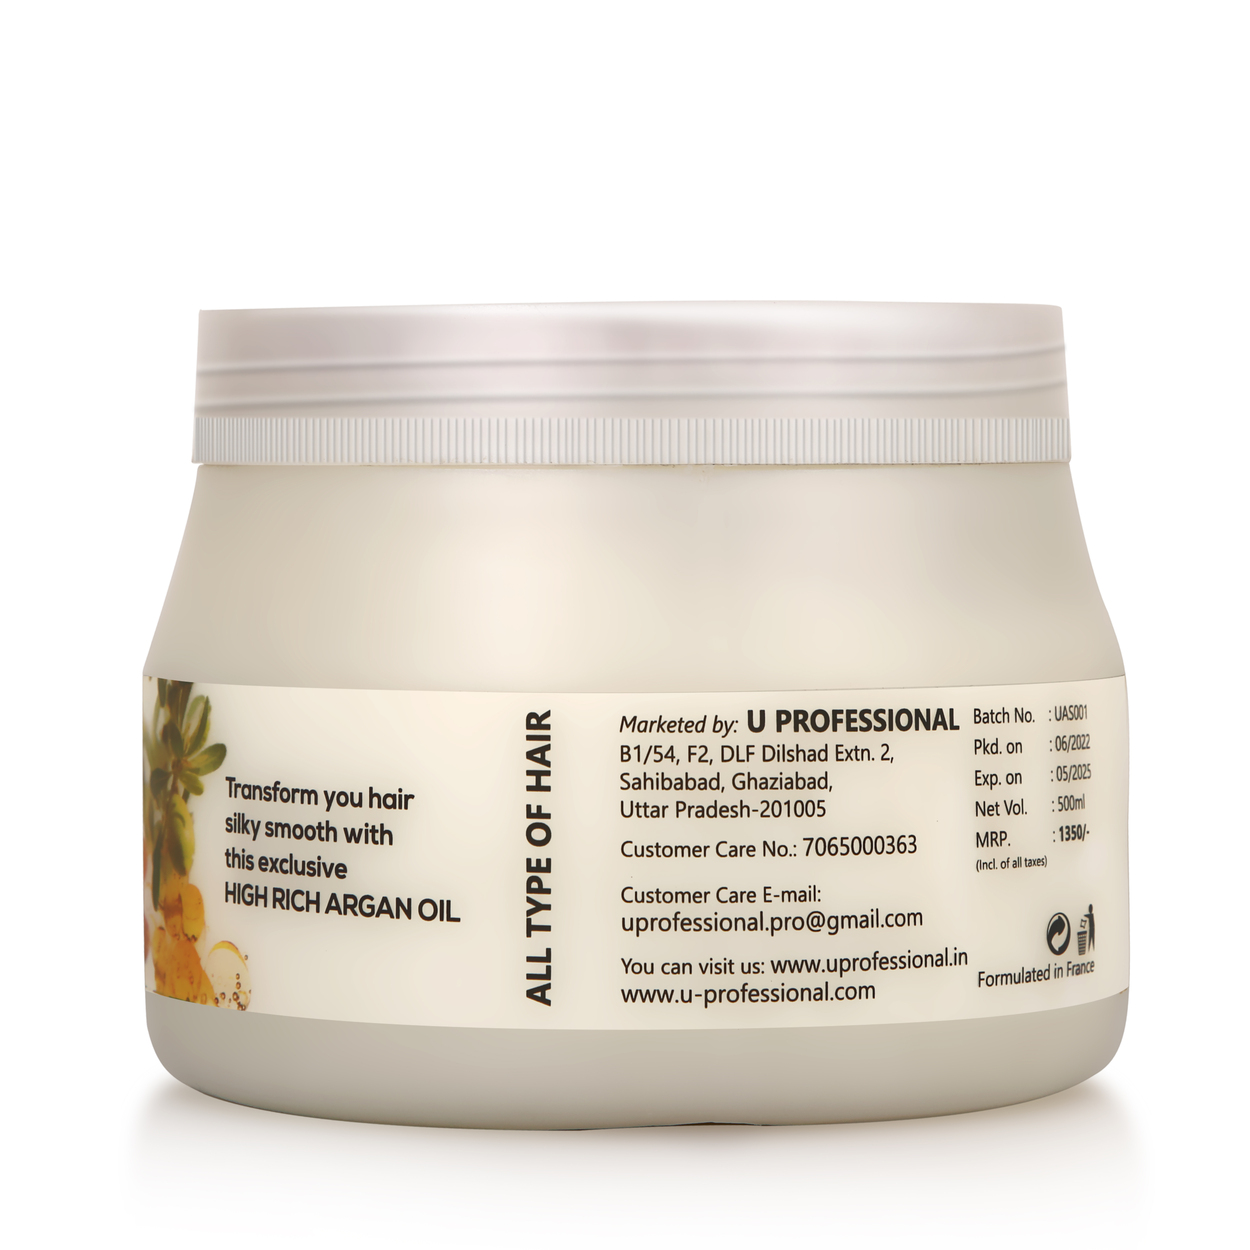 Transform you hair
silky smooth with
this exclusive
HIGH RICH ARGAN OIL
ALL TYPE OF HAIR
Marketed by: U PROFESSIONAL
B1/54, F2, DLF Dilshad Extn. 2,
Sahibabad, Ghaziabad,
Uttar Pradesh-201005
Customer Care No.: 7065000363
Customer Care E-mail:
uprofessional.pro@gmail.com
You can visit us: www.uprofessional.in
www.u-professional.com
Batch No. : UAS001
Pkd. on : 06/2022
Exp. on : 05/2025
Net Vol. : 500ml
MRP. : 1350/-
(Incl. of all taxes)
Formulated in France